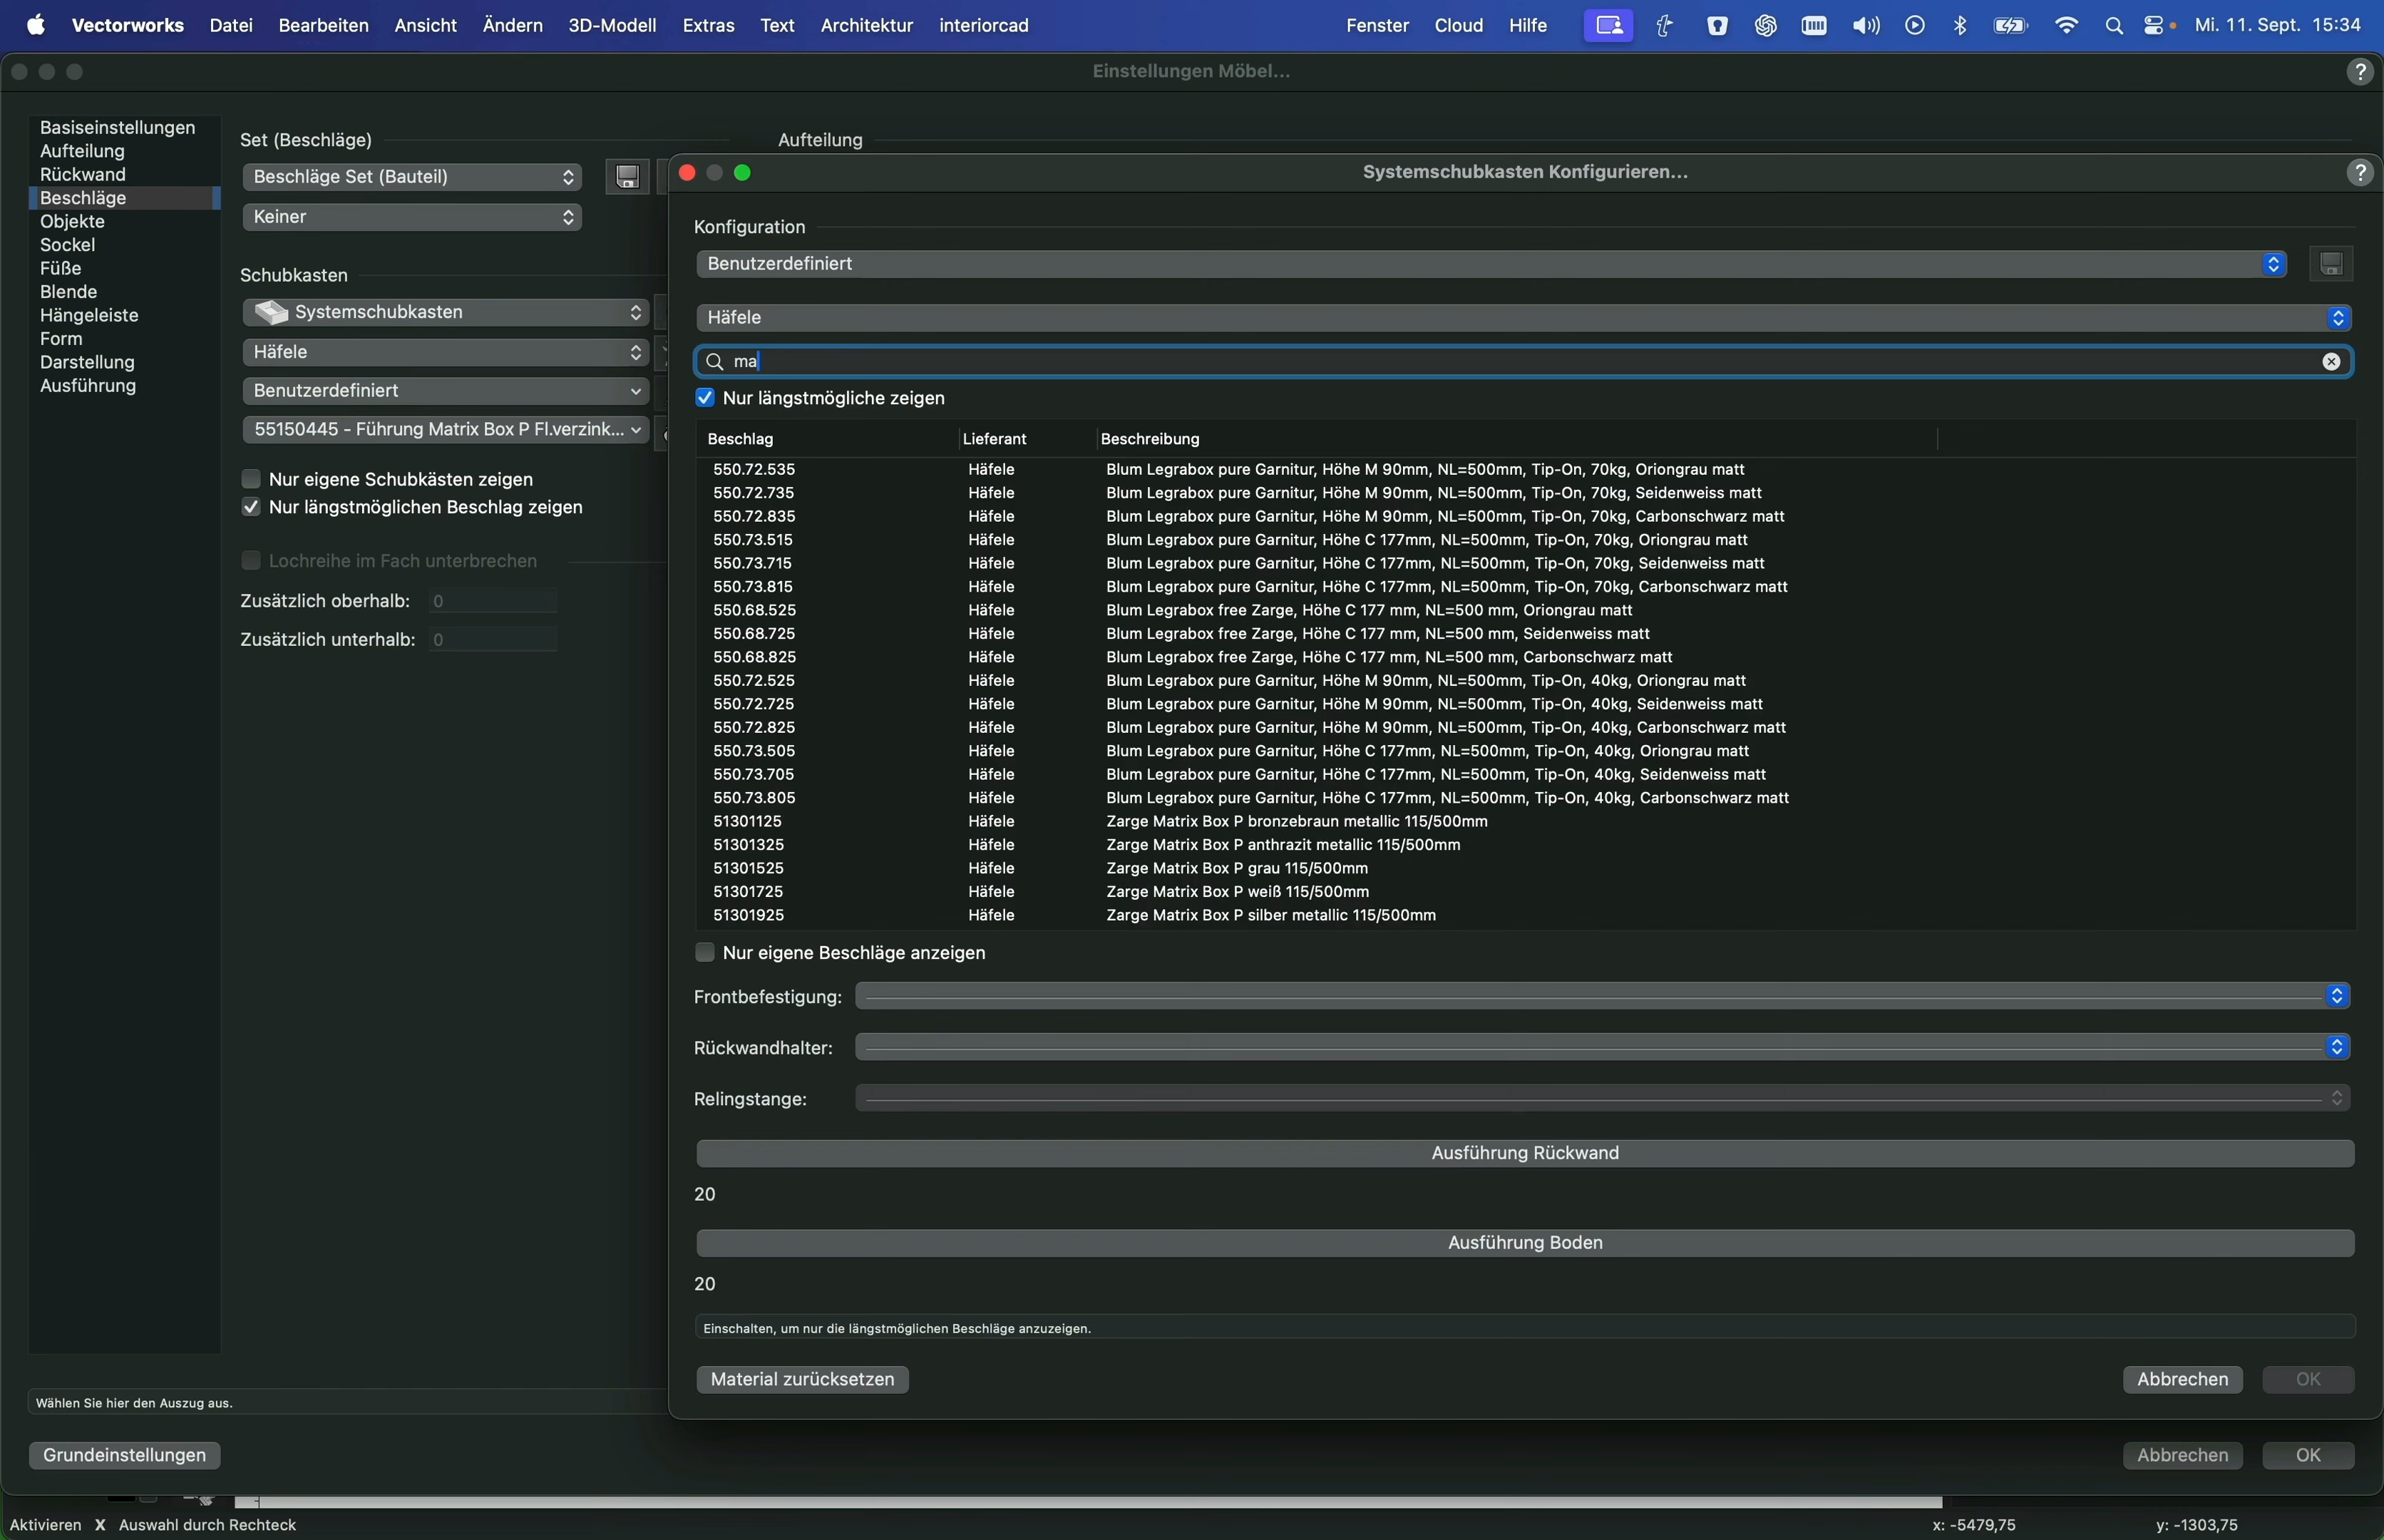 Vectorworks Datei Bearbeiten Ansicht Ändern 3D-Modell Extras Text Architektur interiorcad Fenster Cloud Hilfe Mi. 11. Sept. 15:34
Einstellungen Möbel... ?
Basiseinstellungen
Aufteilung
Rückwand
Beschläge
Objekte
Sockel
Füße
Blende
Hängeleiste
Form
Darstellung
Ausführung
Set (Beschläge)
Beschläge Set (Bauteil)
Keiner
Schubkasten
Systemschubkasten
Häfele
Benutzerdefiniert
55150445 - Führung Matrix Box P Fl.verzink...
Nur eigene Schubkästen zeigen
Nur längstmöglichen Beschlag zeigen
Lochreihe im Fach unterbrechen
Zusätzlich oberhalb: 0
Zusätzlich unterhalb: 0
Aufteilung
Systemschubkasten Konfigurieren... ?
Konfiguration
Benutzerdefiniert
Häfele
ma
Nur längstmögliche zeigen
Beschlag Lieferant Beschreibung
550.72.535 Häfele Blum Legrabox pure Garnitur, Höhe M 90mm, NL=500mm, Tip-On, 70kg, Oriongrau matt
550.72.735 Häfele Blum Legrabox pure Garnitur, Höhe M 90mm, NL=500mm, Tip-On, 70kg, Seidenweiss matt
550.72.835 Häfele Blum Legrabox pure Garnitur, Höhe M 90mm, NL=500mm, Tip-On, 70kg, Carbonschwarz matt
550.73.515 Häfele Blum Legrabox pure Garnitur, Höhe C 177mm, NL=500mm, Tip-On, 70kg, Oriongrau matt
550.73.715 Häfele Blum Legrabox pure Garnitur, Höhe C 177mm, NL=500mm, Tip-On, 70kg, Seidenweiss matt
550.73.815 Häfele Blum Legrabox pure Garnitur, Höhe C 177mm, NL=500mm, Tip-On, 70kg, Carbonschwarz matt
550.68.525 Häfele Blum Legrabox free Zarge, Höhe C 177 mm, NL=500 mm, Oriongrau matt
550.68.725 Häfele Blum Legrabox free Zarge, Höhe C 177 mm, NL=500 mm, Seidenweiss matt
550.68.825 Häfele Blum Legrabox free Zarge, Höhe C 177 mm, NL=500 mm, Carbonschwarz matt
550.72.525 Häfele Blum Legrabox pure Garnitur, Höhe M 90mm, NL=500mm, Tip-On, 40kg, Oriongrau matt
550.72.725 Häfele Blum Legrabox pure Garnitur, Höhe M 90mm, NL=500mm, Tip-On, 40kg, Seidenweiss matt
550.72.825 Häfele Blum Legrabox pure Garnitur, Höhe M 90mm, NL=500mm, Tip-On, 40kg, Carbonschwarz matt
550.73.505 Häfele Blum Legrabox pure Garnitur, Höhe C 177mm, NL=500mm, Tip-On, 40kg, Oriongrau matt
550.73.705 Häfele Blum Legrabox pure Garnitur, Höhe C 177mm, NL=500mm, Tip-On, 40kg, Seidenweiss matt
550.73.805 Häfele Blum Legrabox pure Garnitur, Höhe C 177mm, NL=500mm, Tip-On, 40kg, Carbonschwarz matt
51301125 Häfele Zarge Matrix Box P bronzebraun metallic 115/500mm
51301325 Häfele Zarge Matrix Box P anthrazit metallic 115/500mm
51301525 Häfele Zarge Matrix Box P grau 115/500mm
51301725 Häfele Zarge Matrix Box P weiß 115/500mm
51301925 Häfele Zarge Matrix Box P silber metallic 115/500mm
Nur eigene Beschläge anzeigen
Frontbefestigung:
Rückwandhalter:
Relingstange:
Ausführung Rückwand
20
Ausführung Boden
20
Einschalten, um nur die längstmöglichen Beschläge anzuzeigen.
Material zurücksetzen Abbrechen OK
Wählen Sie hier den Auszug aus.
Grundeinstellungen Abbrechen OK
Aktivieren X Auswahl durch Rechteck x: -5479,75 y: -1303,75